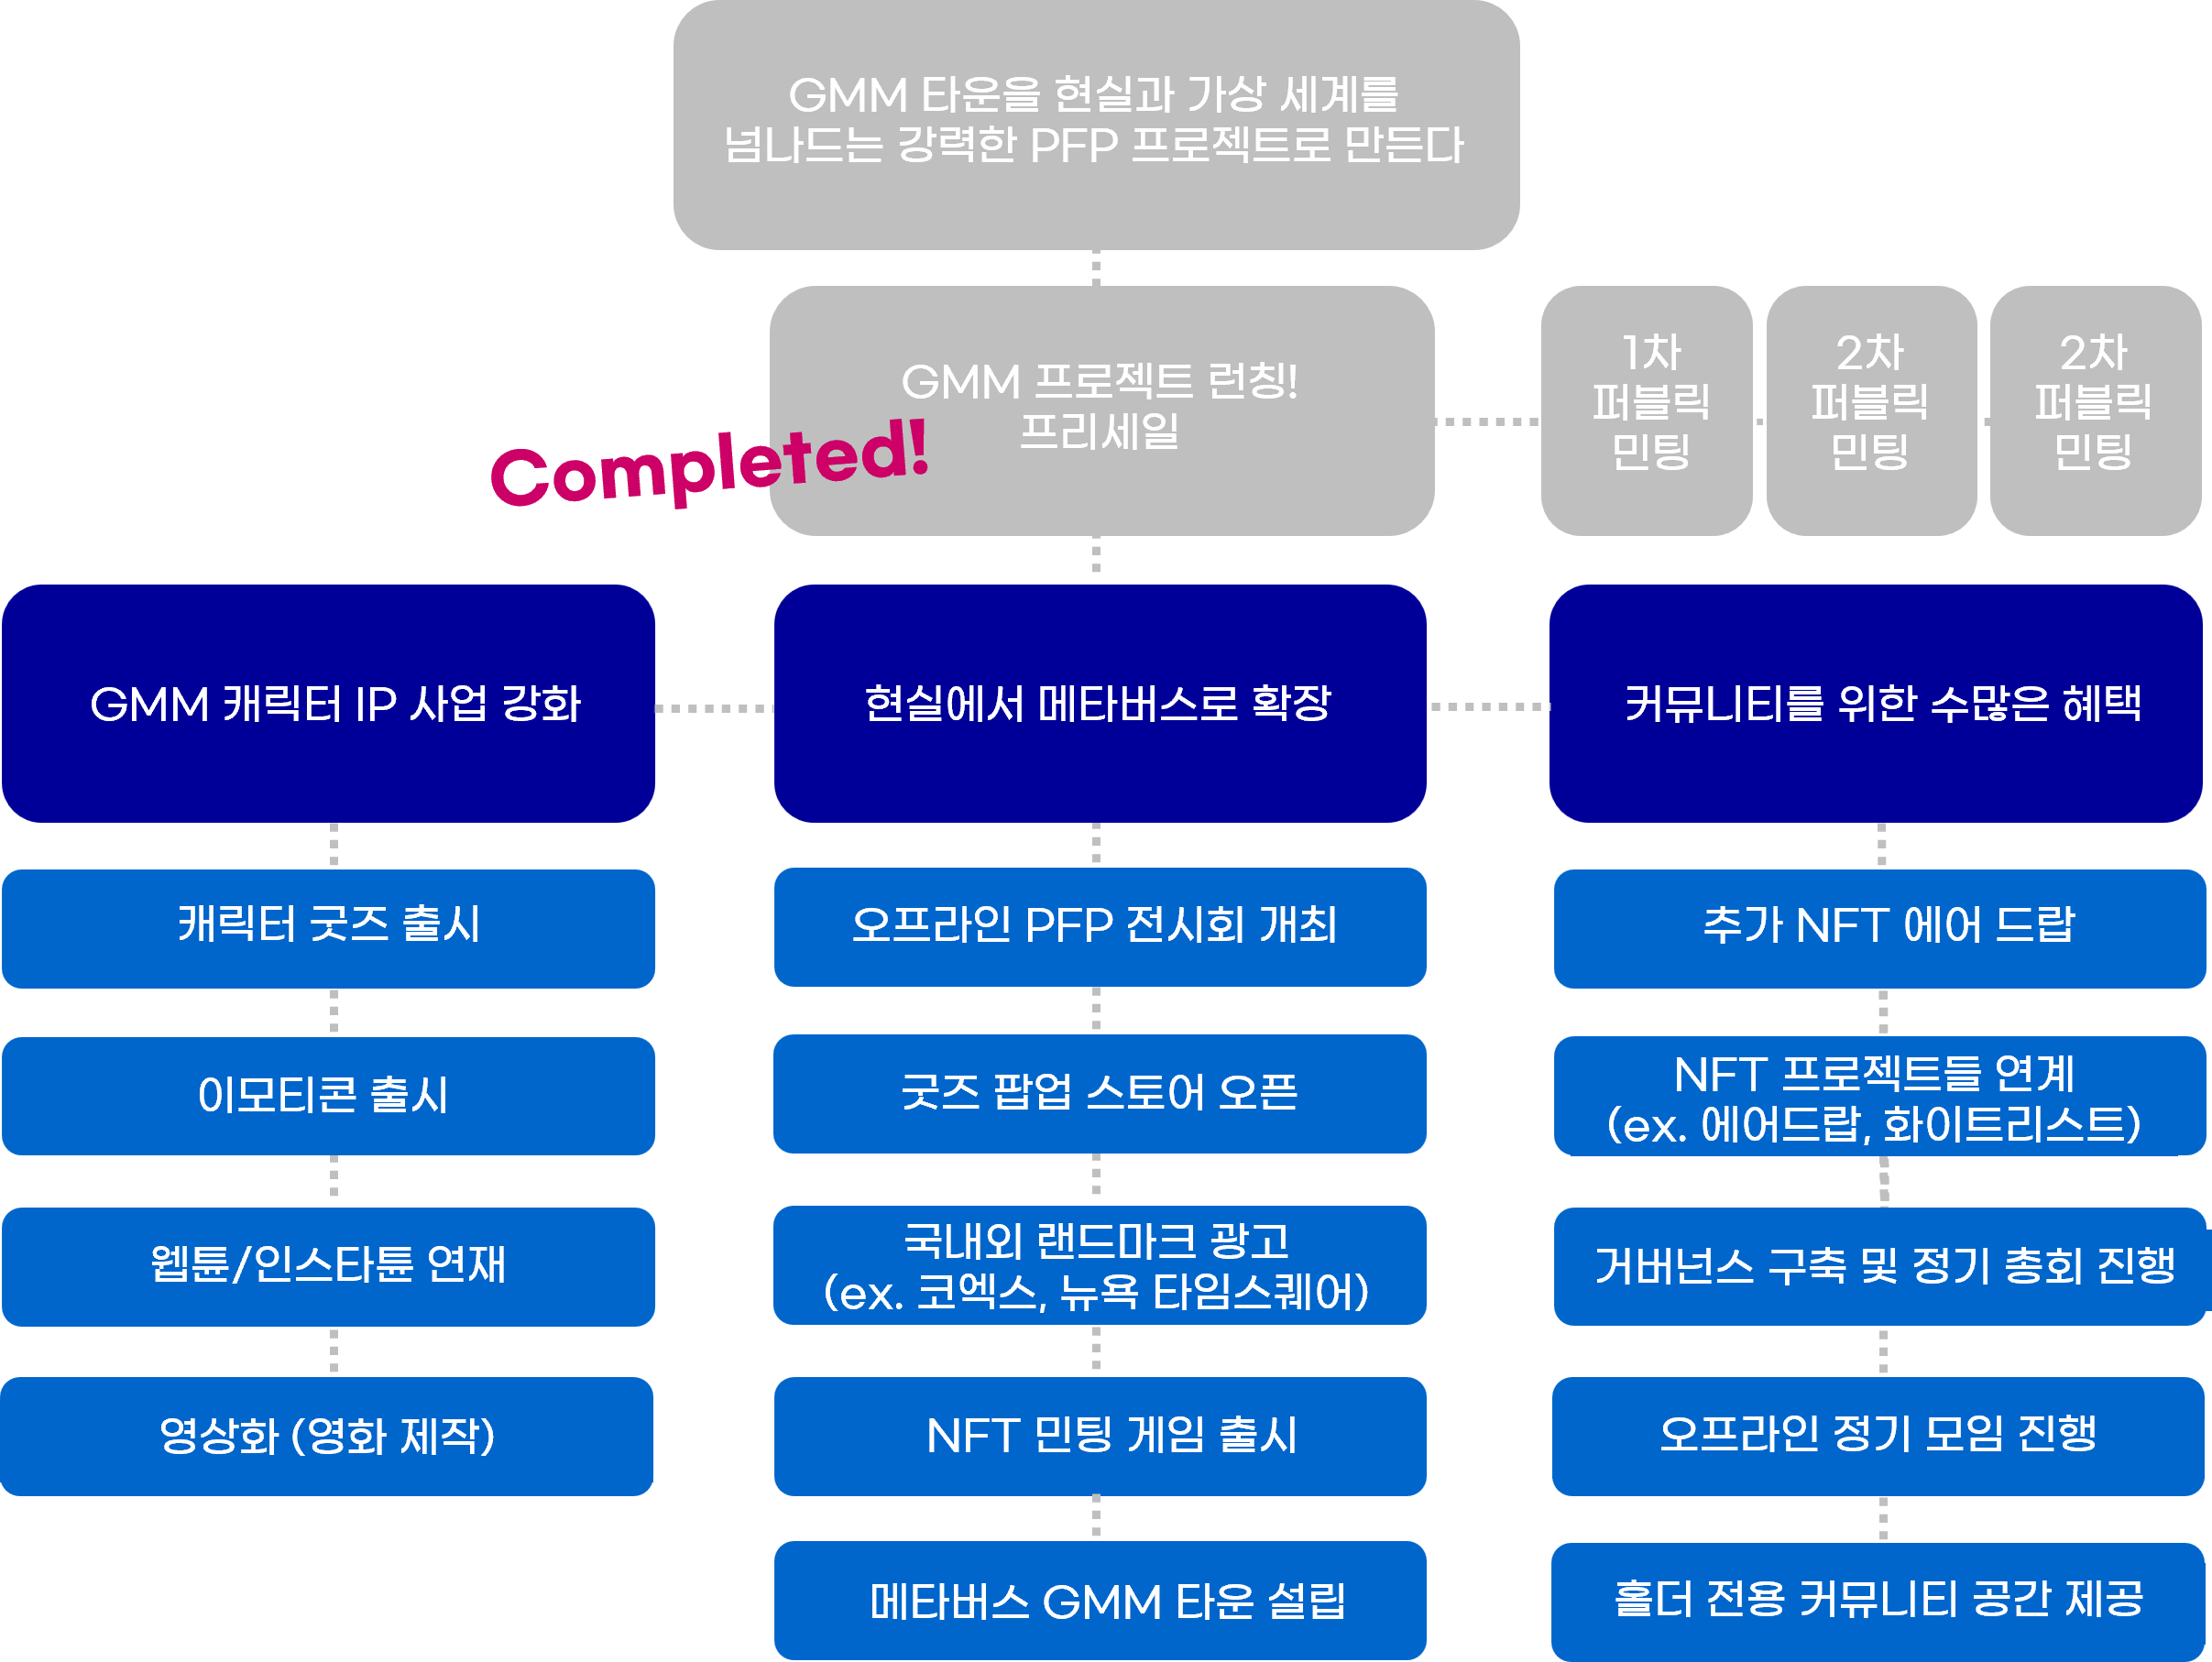 GMM 타운을 현실과 가상 세계를
넘나드는 강력한 PFP 프로젝트로 만든다
GMM 프로젝트 런칭!
프리세일
Completed!
1차
퍼블릭
민팅
2차
퍼블릭
민팅
2차
퍼블릭
민팅
GMM 캐릭터 IP 사업 강화
현실에서 메타버스로 확장
커뮤니티를 위한 수많은 혜택
캐릭터 굿즈 출시
이모티콘 출시
웹툰/인스타툰 연재
영상화 (영화 제작)
오프라인 PFP 전시회 개최
굿즈 팝업 스토어 오픈
국내외 랜드마크 광고
(ex. 코엑스, 뉴욕 타임스퀘어)
NFT 민팅 게임 출시
메타버스 GMM 타운 설립
추가 NFT 에어 드랍
NFT 프로젝트들 연계
(ex. 에어드랍, 화이트리스트)
거버넌스 구축 및 정기 총회 진행
오프라인 정기 모임 진행
홀더 전용 커뮤니티 공간 제공